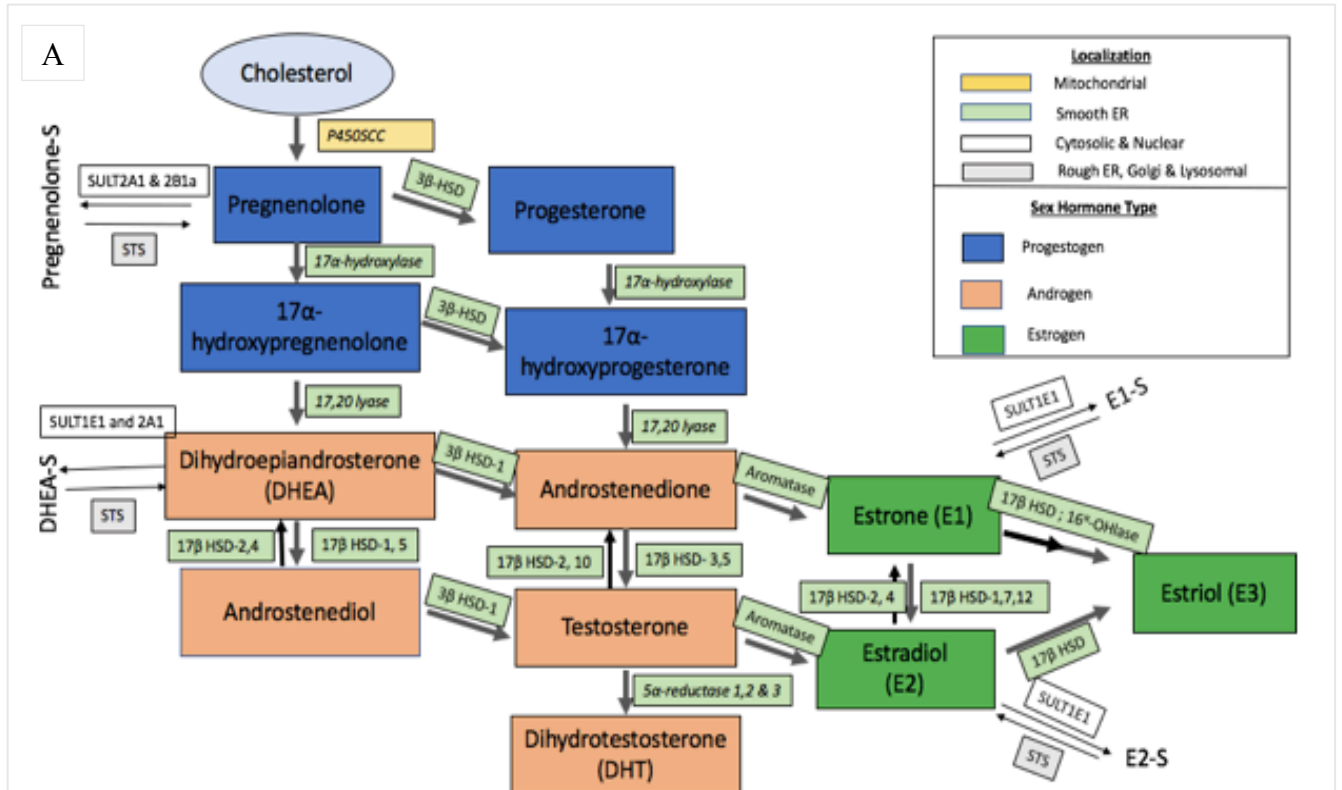 A
Cholesterol
P450SCC
Pregnenolone-S
SULT2A1 & 2B1a
STS
Pregnenolone
3β-HSD
Progesterone
17α-hydroxylase
17α-hydroxylase
17α-
hydroxypregnenolone
3β-HSD
17α-
hydroxyprogesterone
17,20 lyase
17,20 lyase
SULT1E1 and 2A1
DHEA-S
STS
Dihydroepiandrosterone
(DHEA)
3β HSD-1
Androstenedione
Aromatase
Estrone (E1)
SULT1E1
E1-S
STS
17β HSD ; 16α-OHlase
17β HSD-2,4
17β HSD-1, 5
17β HSD-2, 10
17β HSD- 3,5
17β HSD-2, 4
17β HSD-1,7,12
Estriol (E3)
Androstenediol
3β HSD-1
Testosterone
Aromatase
Estradiol
(E2)
17β HSD
SULT1E1
STS
E2-S
5α-reductase 1,2 & 3
Dihydrotestosterone
(DHT)
Localization
Mitochondrial
Smooth ER
Cytosolic & Nuclear
Rough ER, Golgi & Lysosomal
Sex Hormone Type
Progestogen
Androgen
Estrogen